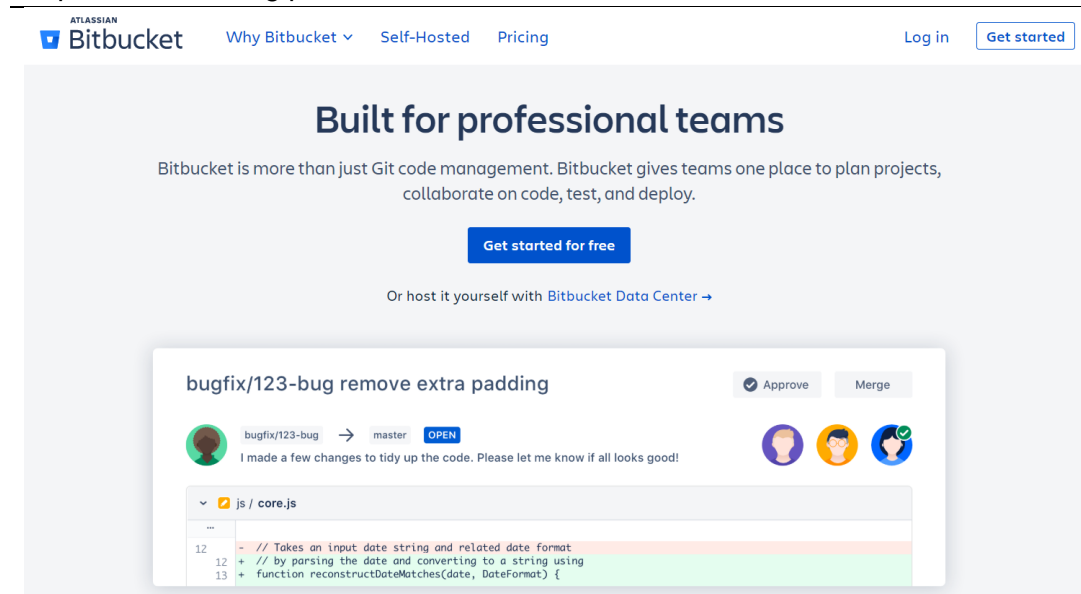 ATLASSIAN
Bitbucket
Why Bitbucket
Self-Hosted
Pricing
Log in
Get started
Built for professional teams
Bitbucket is more than just Git code management. Bitbucket gives teams one place to plan projects,
collaborate on code, test, and deploy.
Get started for free
Or host it yourself with Bitbucket Data Center →
bugfix/123-bug remove extra padding
Approve
Merge
bugfix/123-bug → master OPEN
I made a few changes to tidy up the code. Please let me know if all looks good!
js / core.js
...
12 - // Takes an input date string and related date format
12 + // by parsing the date and converting to a string using
13 + function reconstructDateMatches(date, DateFormat) {